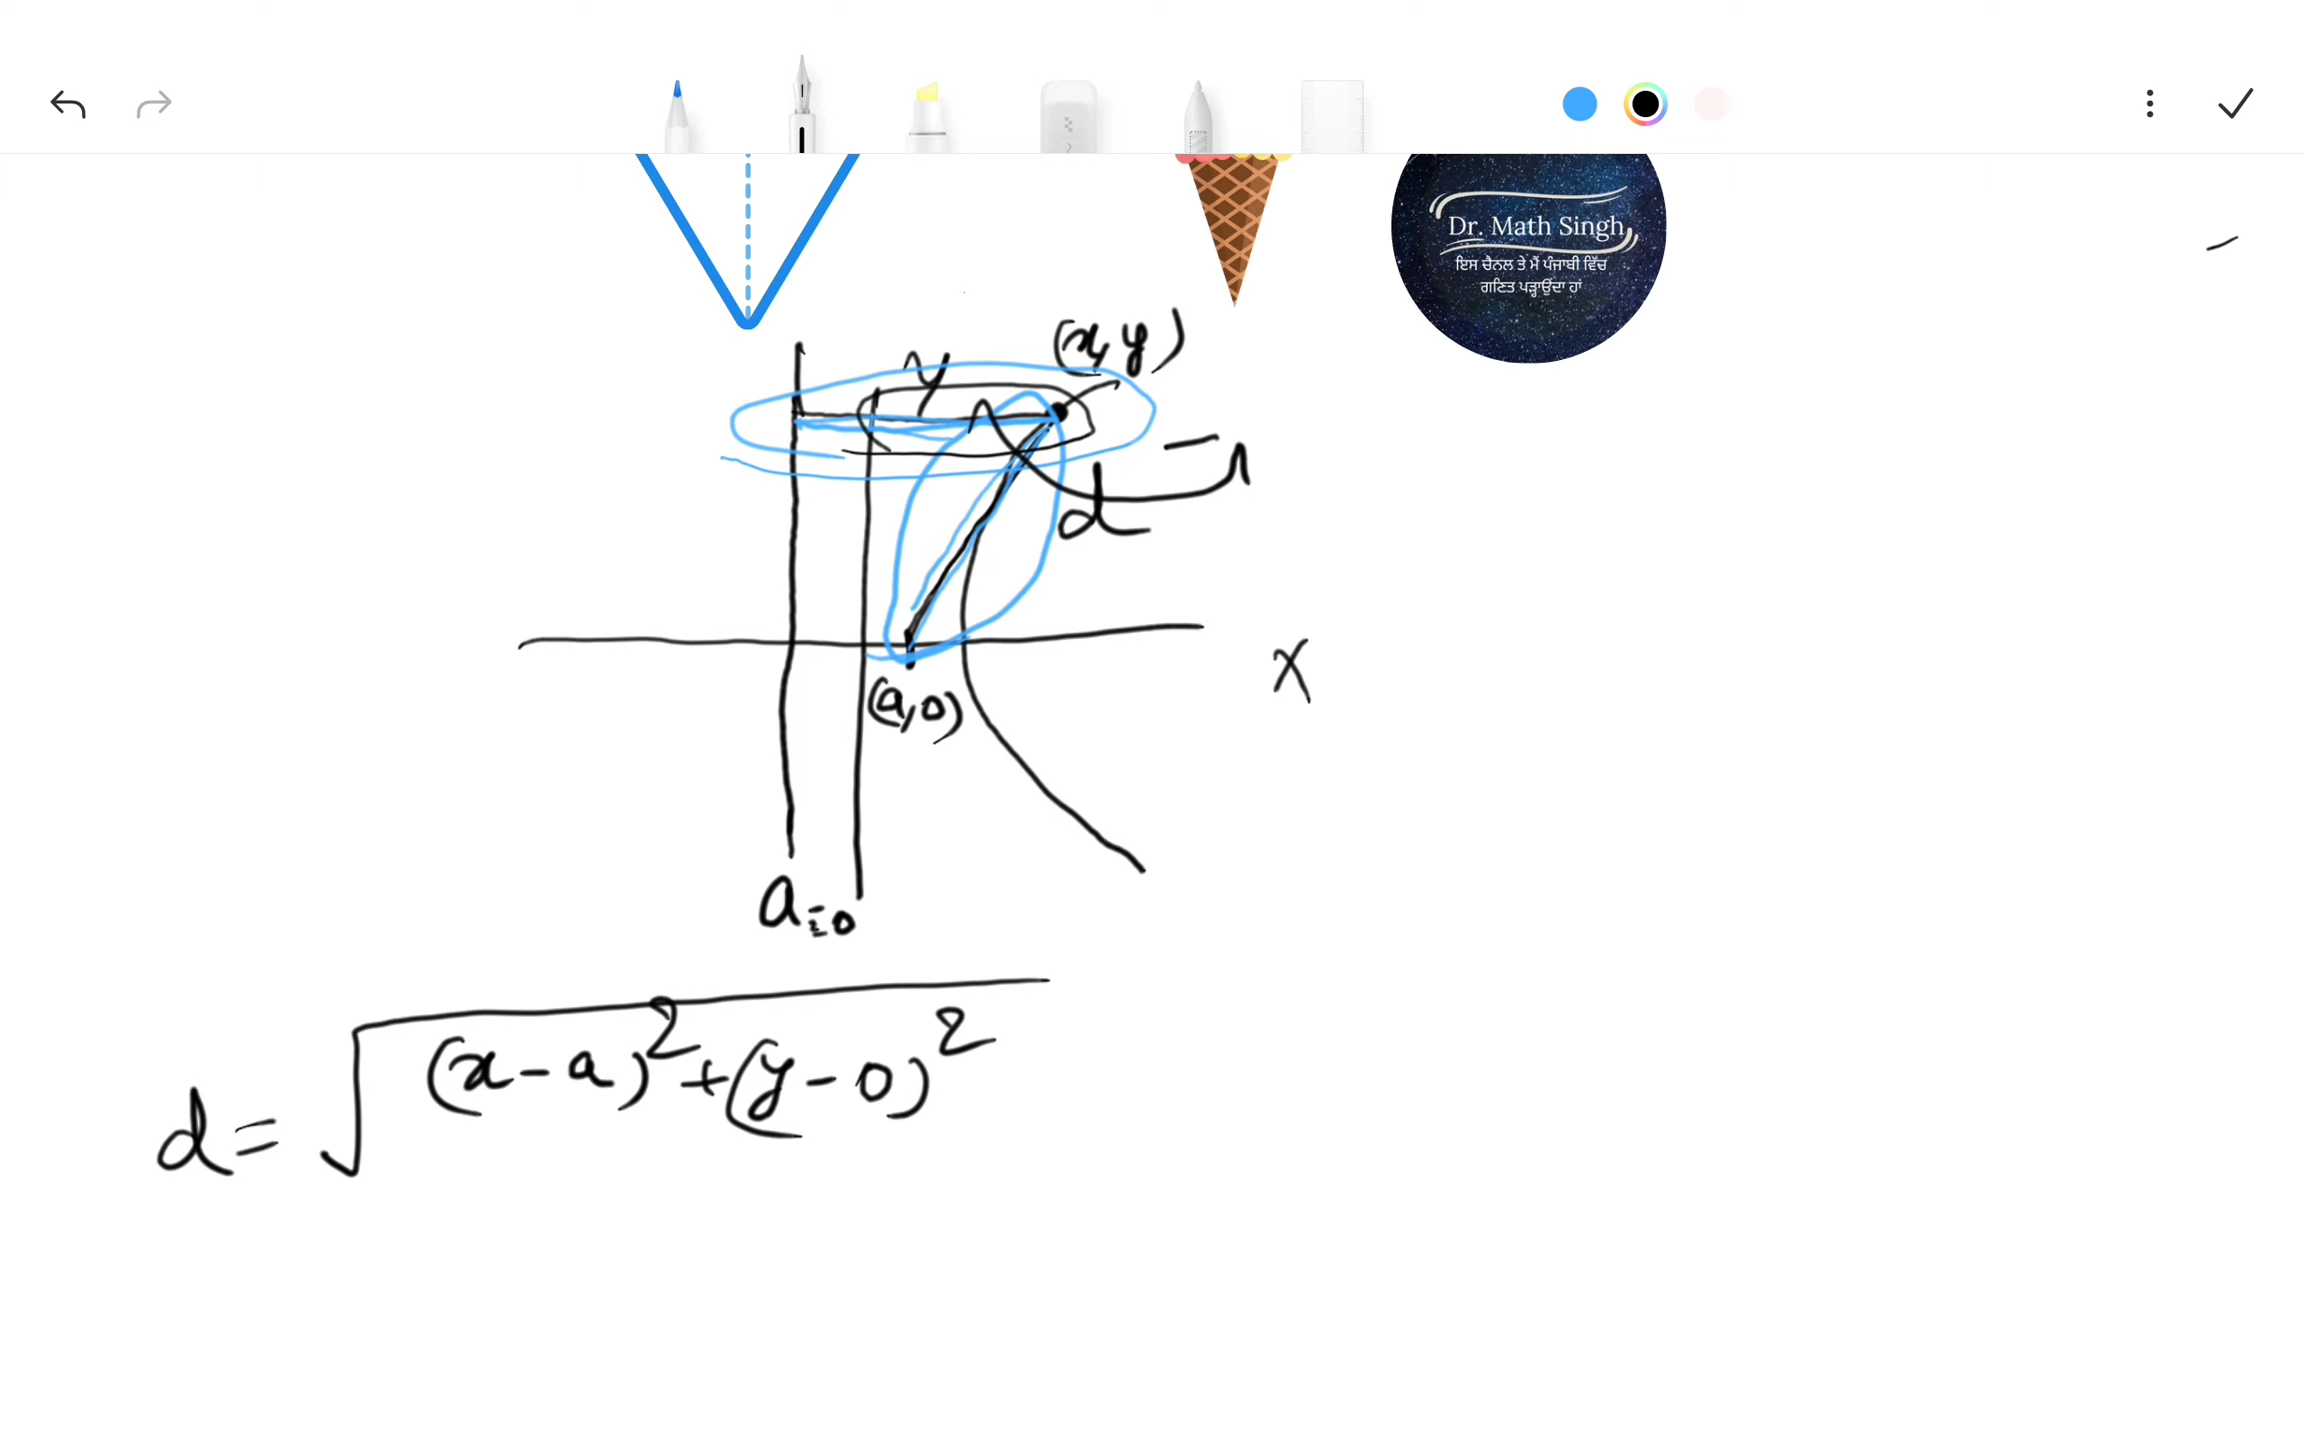 Dr. Math Singh
ਇਸ ਚੈਨਲ ਤੇ ਮੈਂ ਪੰਜਾਬੀ ਵਿੱਚ
ਗਣਿਤ ਪੜ੍ਹਾਉਂਦਾ ਹਾਂ
(x, y)
y
d
x
(a,0)
a=0
d = √((x-a)²+(y-0)²)